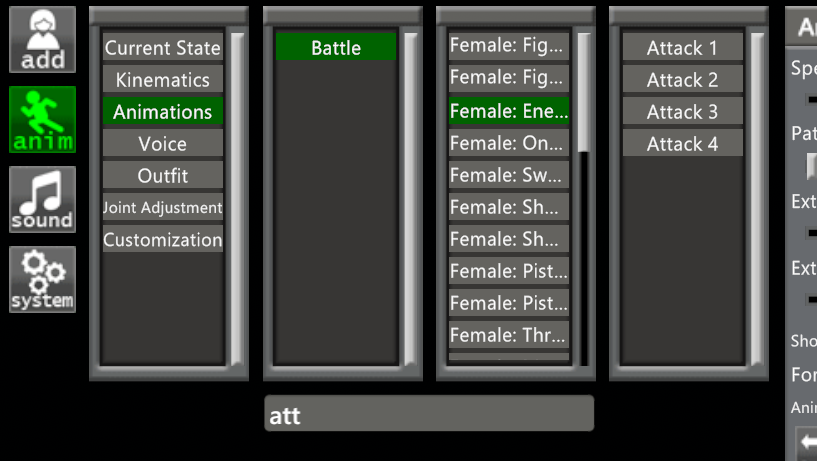 add
anim
sound
system
Current State
Kinematics
Animations
Voice
Outfit
Joint Adjustment
Customization
Battle
Female: Fig...
Female: Fig...
Female: Ene...
Female: On...
Female: Sw...
Female: Sh...
Female: Sh...
Female: Pist...
Female: Pist...
Female: Thr...
Attack 1
Attack 2
Attack 3
Attack 4
att
An
Spe
Pat
Ext
Ext
Sho
For
Ani